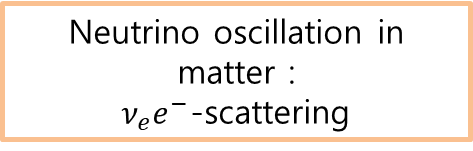 Neutrino oscillation in
matter :
𝜈ₑ𝑒⁻-scattering